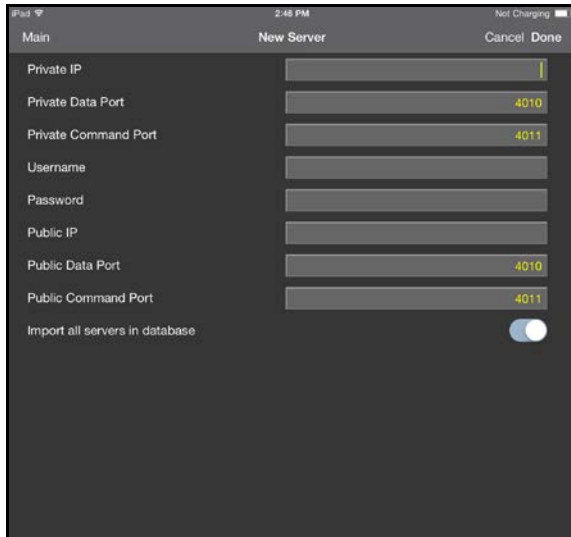 iPad 2:46 PM Not Charging
Main New Server Cancel Done
Private IP
Private Data Port 4010
Private Command Port 4011
Username
Password
Public IP
Public Data Port 4010
Public Command Port 4011
Import all servers in database